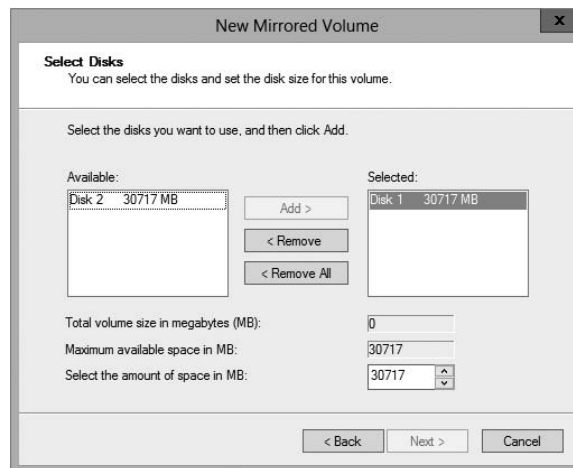 New Mirrored Volume
x
Select Disks
You can select the disks and set the disk size for this volume.
Select the disks you want to use, and then click Add.
Available:
Selected:
Disk 2 30717 MB
Add >
Disk 1 30717 MB
< Remove
< Remove All
Total volume size in megabytes (MB):
0
Maximum available space in MB:
30717
Select the amount of space in MB:
30717
< Back
Next >
Cancel